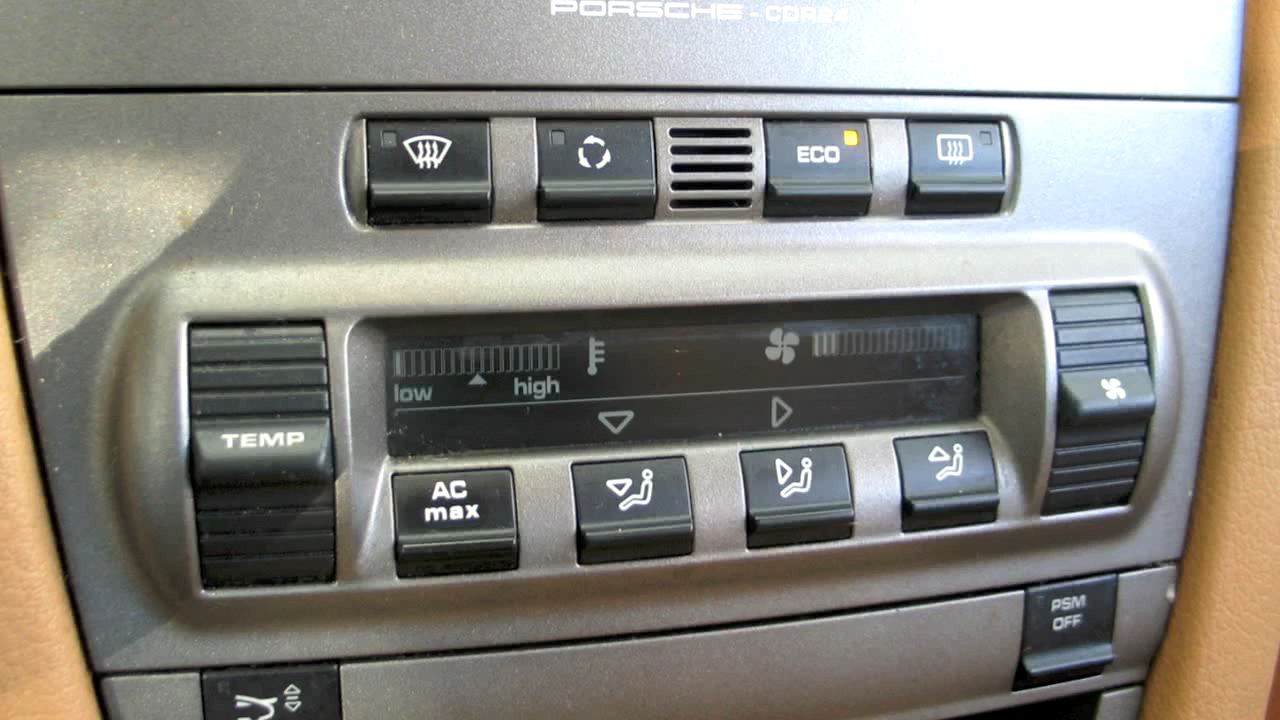 PORSCHE - CDR24
ECO
low
high
TEMP
AC
max
PSM
OFF